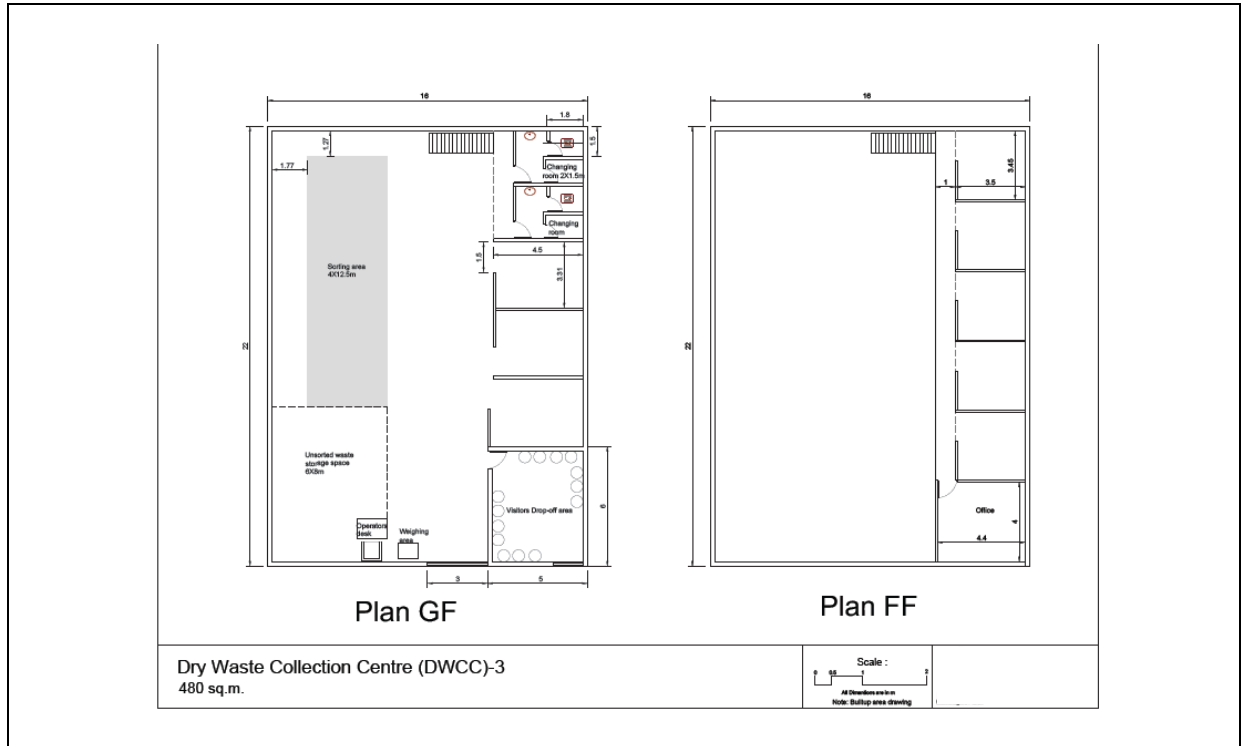 16
1.8
1.27
1.5
1.77
Changing
room 2X1.5m
Changing
room
1.5
4.5
3.31
Sorting area
4X12.5m
22
Unsorted waste
storage space
6X8m
Operators
desk
Weighing
area
Visitors Drop-off area
6
3
5
Plan GF
16
3.45
1
3.5
22
Office
4
4.4
Plan FF
Dry Waste Collection Centre (DWCC)-3
480 sq.m.
Scale :
0 0.5 1 2
All Dimentions are in m
Note: Builtup area drawing